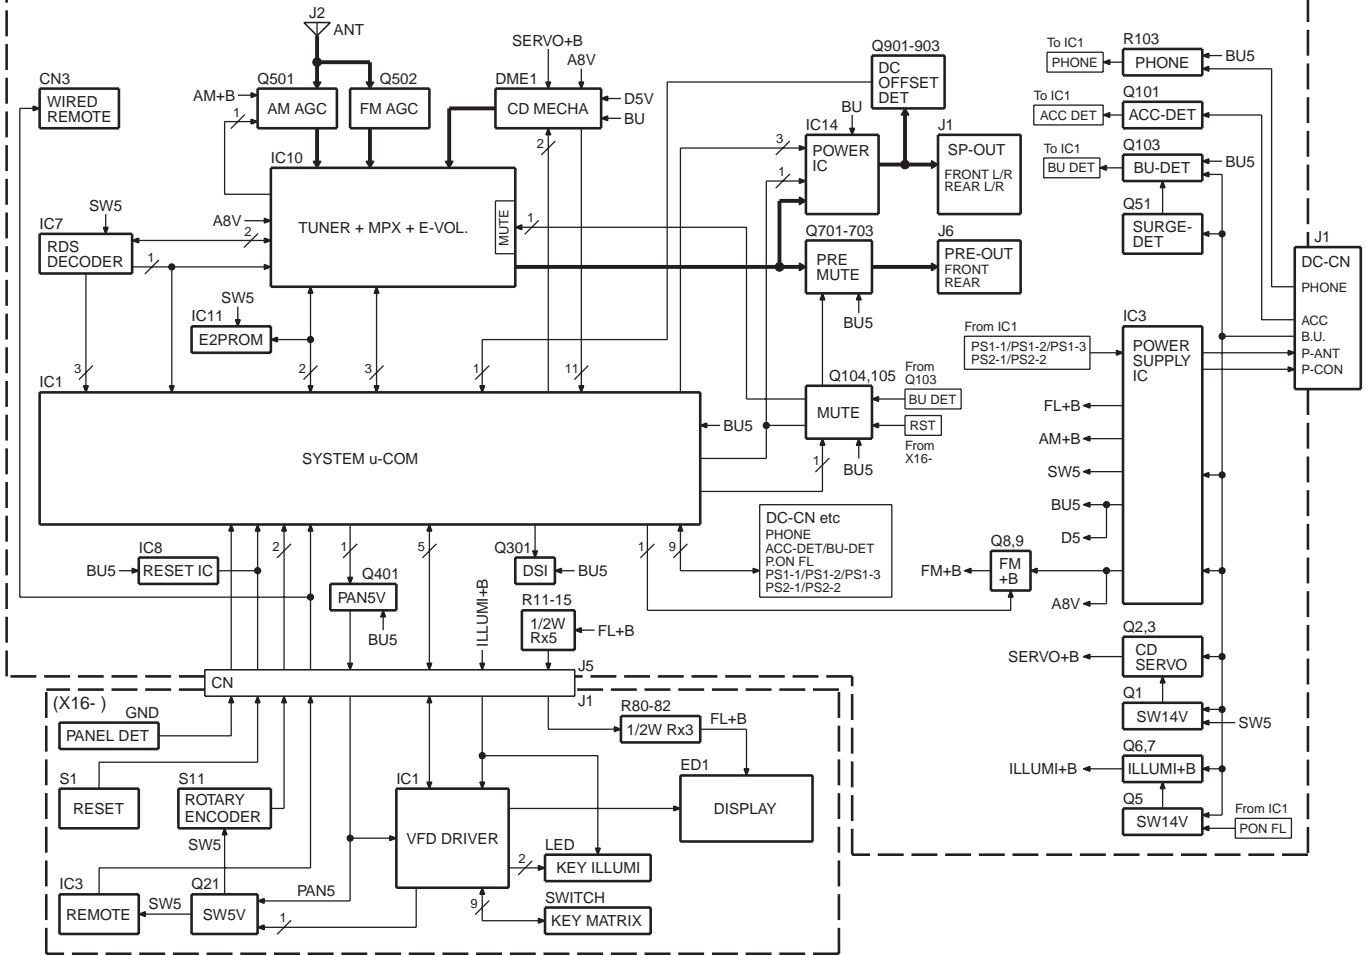 J2
ANT
CN3
WIRED
REMOTE
Q501
AM AGC
AM+B
1
Q502
FM AGC
SERVO+B
A8V
DME1
CD MECHA
D5V
BU
2
Q901-903
DC
OFFSET
DET
BU
IC14
POWER
IC
3
1
J1
SP-OUT
FRONT L/R
REAR L/R
To IC1
PHONE
R103
PHONE
BU5
To IC1
ACC DET
Q101
ACC-DET
To IC1
BU DET
Q103
BU-DET
BU5
Q51
SURGE-
DET
IC10
TUNER + MPX + E-VOL.
MUTE
1
A8V
2
SW5
IC7
RDS
DECODER
1
Q701-703
PRE
MUTE
BU5
J6
PRE-OUT
FRONT
REAR
J1
DC-CN
PHONE
ACC
B.U.
P-ANT
P-CON
SW5
IC11
E2PROM
3
2
3
1
11
IC1
SYSTEM u-COM
BU5
Q104,105
MUTE
From
Q103
BU DET
RST
From
X16-
BU5
1
From IC1
PS1-1/PS1-2/PS1-3
PS2-1/PS2-2
IC3
POWER
SUPPLY
IC
FL+B
AM+B
SW5
BU5
D5
A8V
Q8,9
FM
+B
FM+B
DC-CN etc
PHONE
ACC-DET/BU-DET
P.ON FL
PS1-1/PS1-2/PS1-3
PS2-1/PS2-2
IC8
RESET IC
BU5
2
1
Q401
PAN5V
BU5
5
ILLUMI+B
Q301
DSI
BU5
1
9
R11-15
1/2W
Rx5
FL+B
Q2,3
CD
SERVO
SERVO+B
Q1
SW14V
SW5
Q6,7
ILLUMI+B
ILLUMI+B
Q5
SW14V
From IC1
PON FL
CN
J5
J1
(X16- )
GND
PANEL DET
S1
RESET
S11
ROTARY
ENCODER
SW5
IC3
REMOTE
SW5
Q21
SW5V
PAN5
1
IC1
VFD DRIVER
R80-82
1/2W Rx3
FL+B
ED1
DISPLAY
LED
KEY ILLUMI
2
SWITCH
KEY MATRIX
9